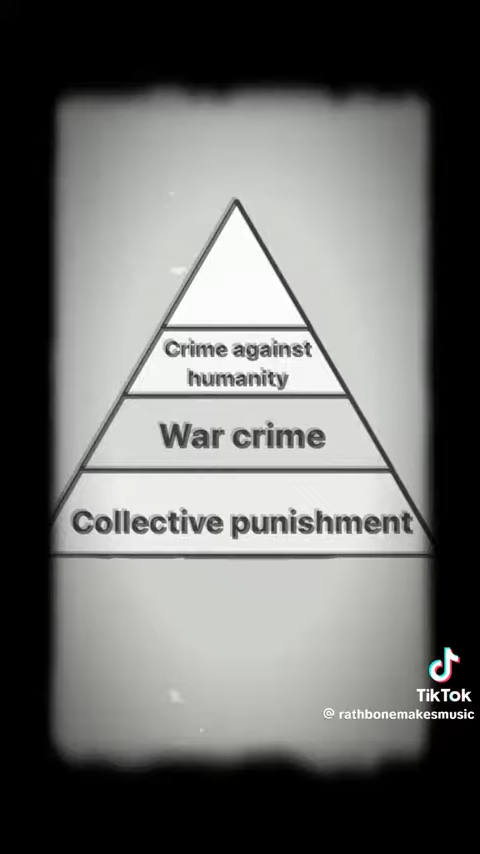 Crime against
humanity
War crime
Collective punishment
TikTok
@ rathbonemakesmusic